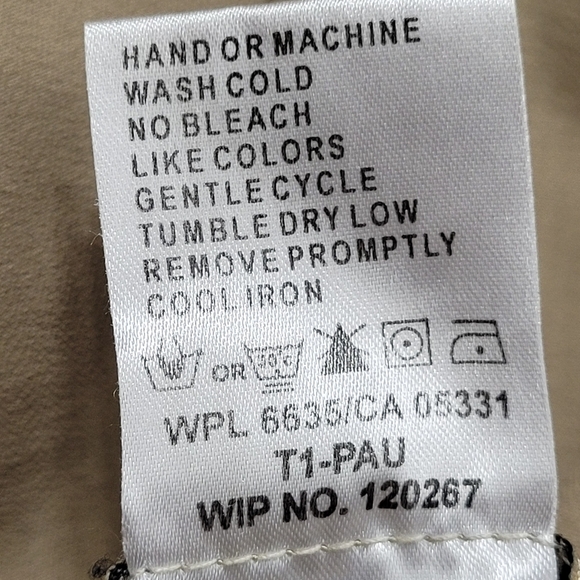 HAND OR MACHINE
WASH COLD
NO BLEACH
LIKE COLORS
GENTLE CYCLE
TUMBLE DRY LOW
REMOVE PROMPTLY
COOL IRON
OR
WPL 6635/CA 05331
T1-PAU
WIP NO. 120267